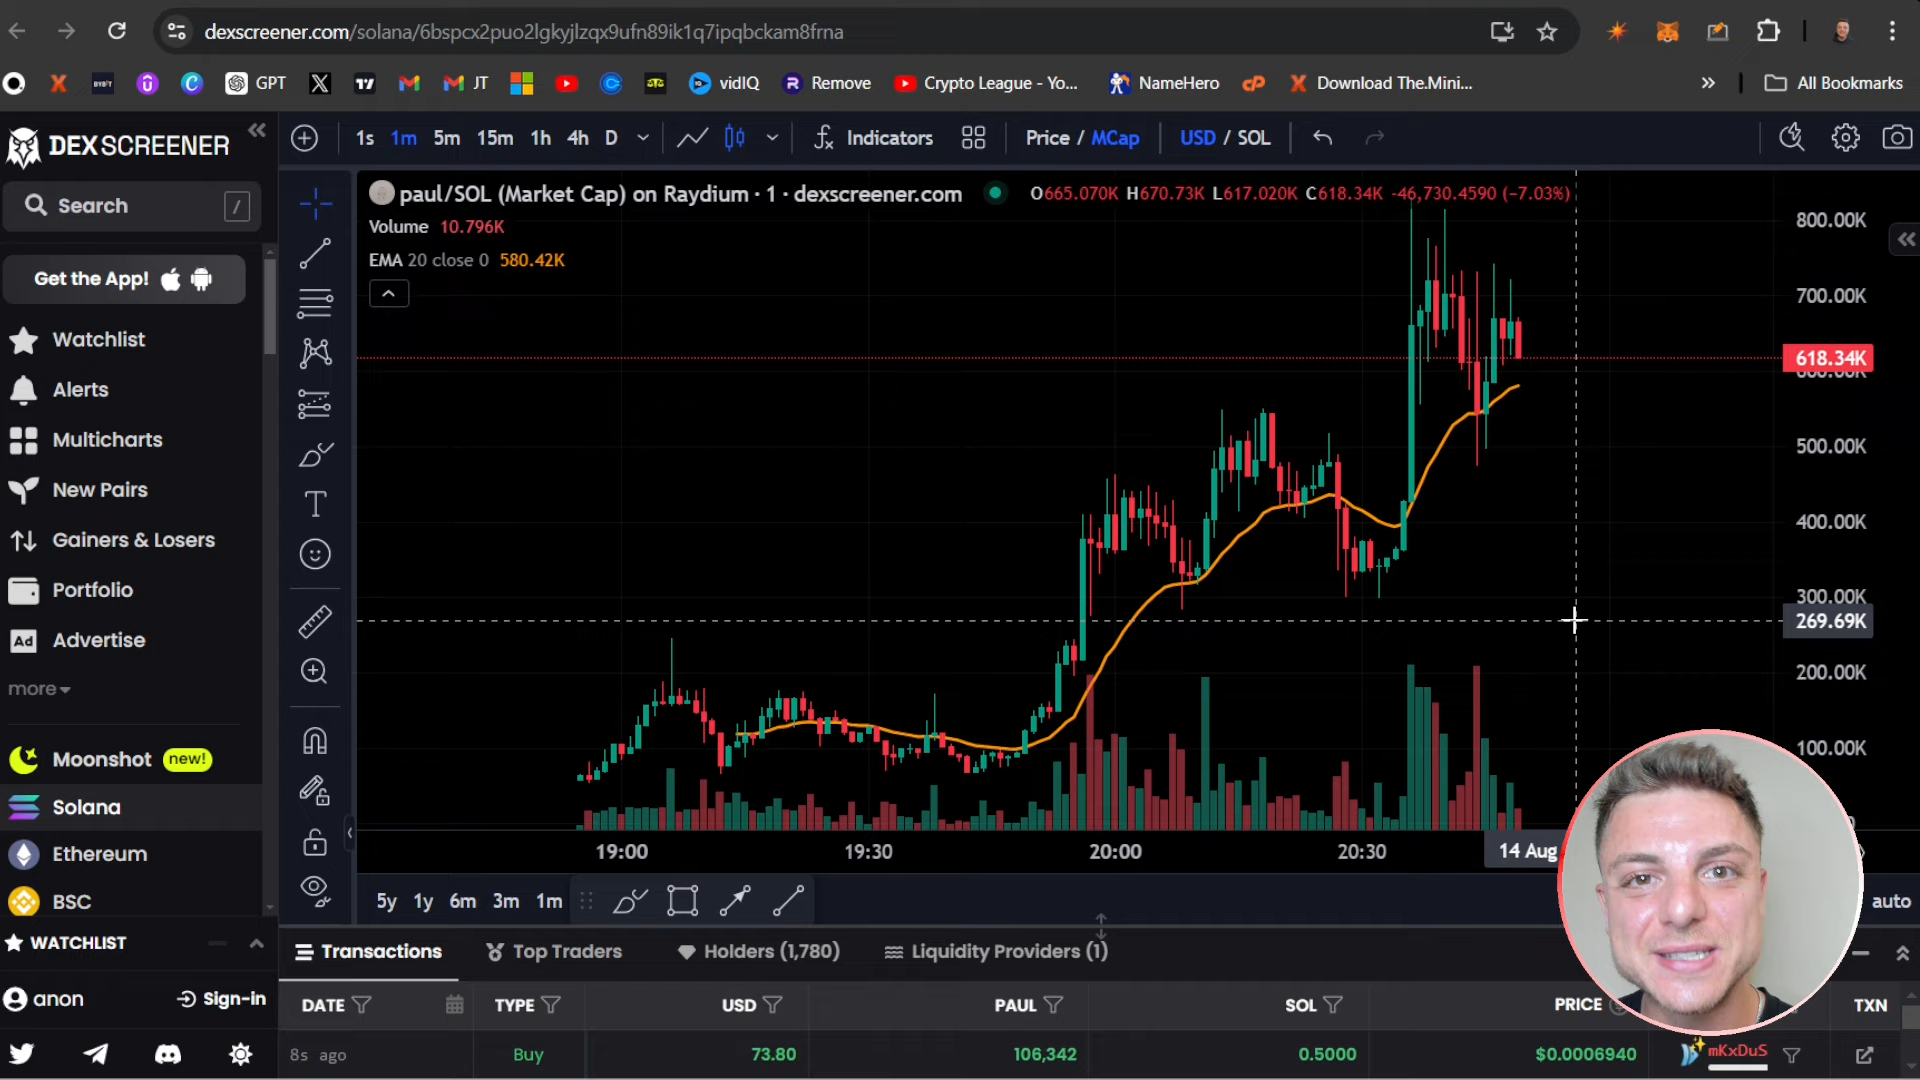 dexscreener.com/solana/6bspcx2puo2lgkyjlzqx9ufn89ik1q7ipqbckam8frna
BYBIT GPT JT vidIQ Remove Crypto League - Yo... NameHero cP Download The.Mini... All Bookmarks
DEXSCREENER
1s 1m 5m 15m 1h 4h D Indicators Price / MCap USD / SOL
Search /
paul/SOL (Market Cap) on Raydium · 1 · dexscreener.com O665.070K H670.73K L617.020K C618.34K -46,730.4590 (−7.03%)
Volume 10.796K
EMA 20 close 0 580.42K
Get the App!
Watchlist
Alerts
Multicharts
New Pairs
Gainers & Losers
Portfolio
Ad Advertise
more
Moonshot new!
Solana
Ethereum
BSC
WATCHLIST
anon Sign-in
800.00K
700.00K
618.34K
600.00K
500.00K
400.00K
300.00K
269.69K
200.00K
100.00K
19:00 19:30 20:00 20:30 14 Aug
5y 1y 6m 3m 1m auto
Transactions Top Traders Holders (1,780) Liquidity Providers (1)
DATE TYPE USD PAUL SOL PRICE TXN
8s ago Buy 73.80 106,342 0.5000 $0.0006940 mKxDuS